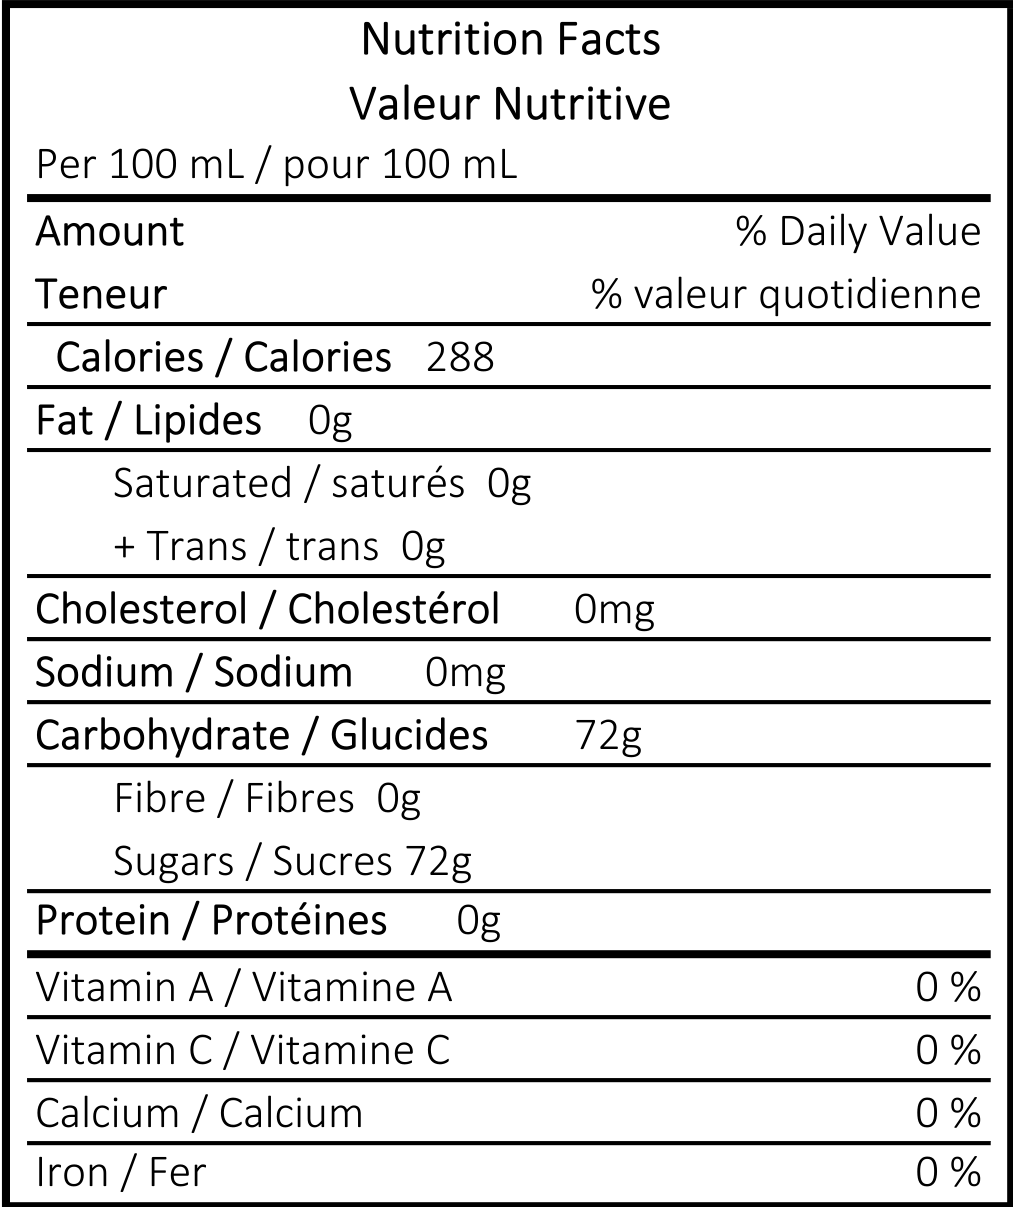 Nutrition Facts
Valeur Nutritive
Per 100 mL / pour 100 mL
Amount % Daily Value
Teneur % valeur quotidienne
Calories / Calories 288
Fat / Lipides 0g
Saturated / saturés 0g
+ Trans / trans 0g
Cholesterol / Cholestérol 0mg
Sodium / Sodium 0mg
Carbohydrate / Glucides 72g
Fibre / Fibres 0g
Sugars / Sucres 72g
Protein / Protéines 0g
Vitamin A / Vitamine A 0 %
Vitamin C / Vitamine C 0 %
Calcium / Calcium 0 %
Iron / Fer 0 %